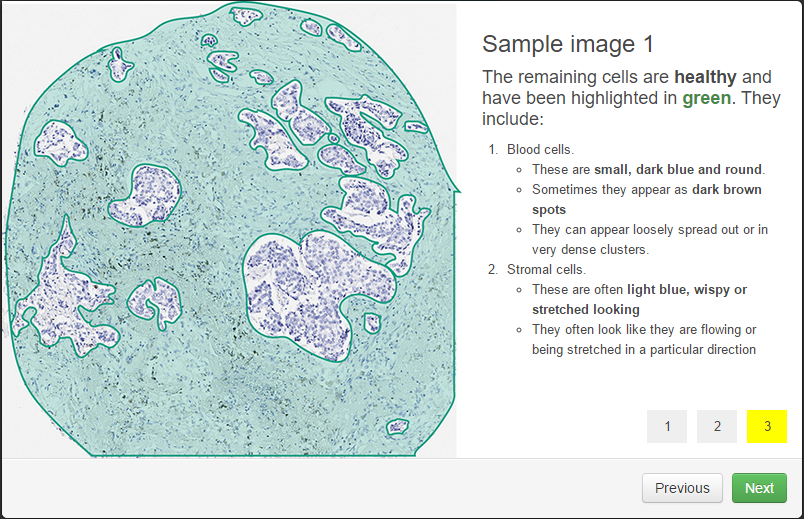 Sample image 1
The remaining cells are healthy and
have been highlighted in green. They
include:
1. Blood cells.
These are small, dark blue and round.
Sometimes they appear as dark brown
spots
They can appear loosely spread out or in
very dense clusters.
2. Stromal cells.
These are often light blue, wispy or
stretched looking
They often look like they are flowing or
being stretched in a particular direction
1 2 3
Previous Next